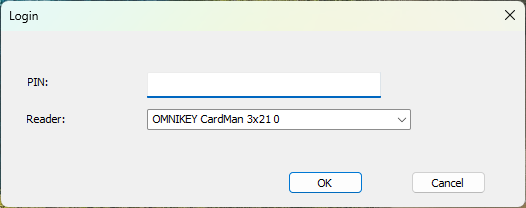 Login
PIN:
Reader: OMNIKEY CardMan 3x21 0
OK Cancel